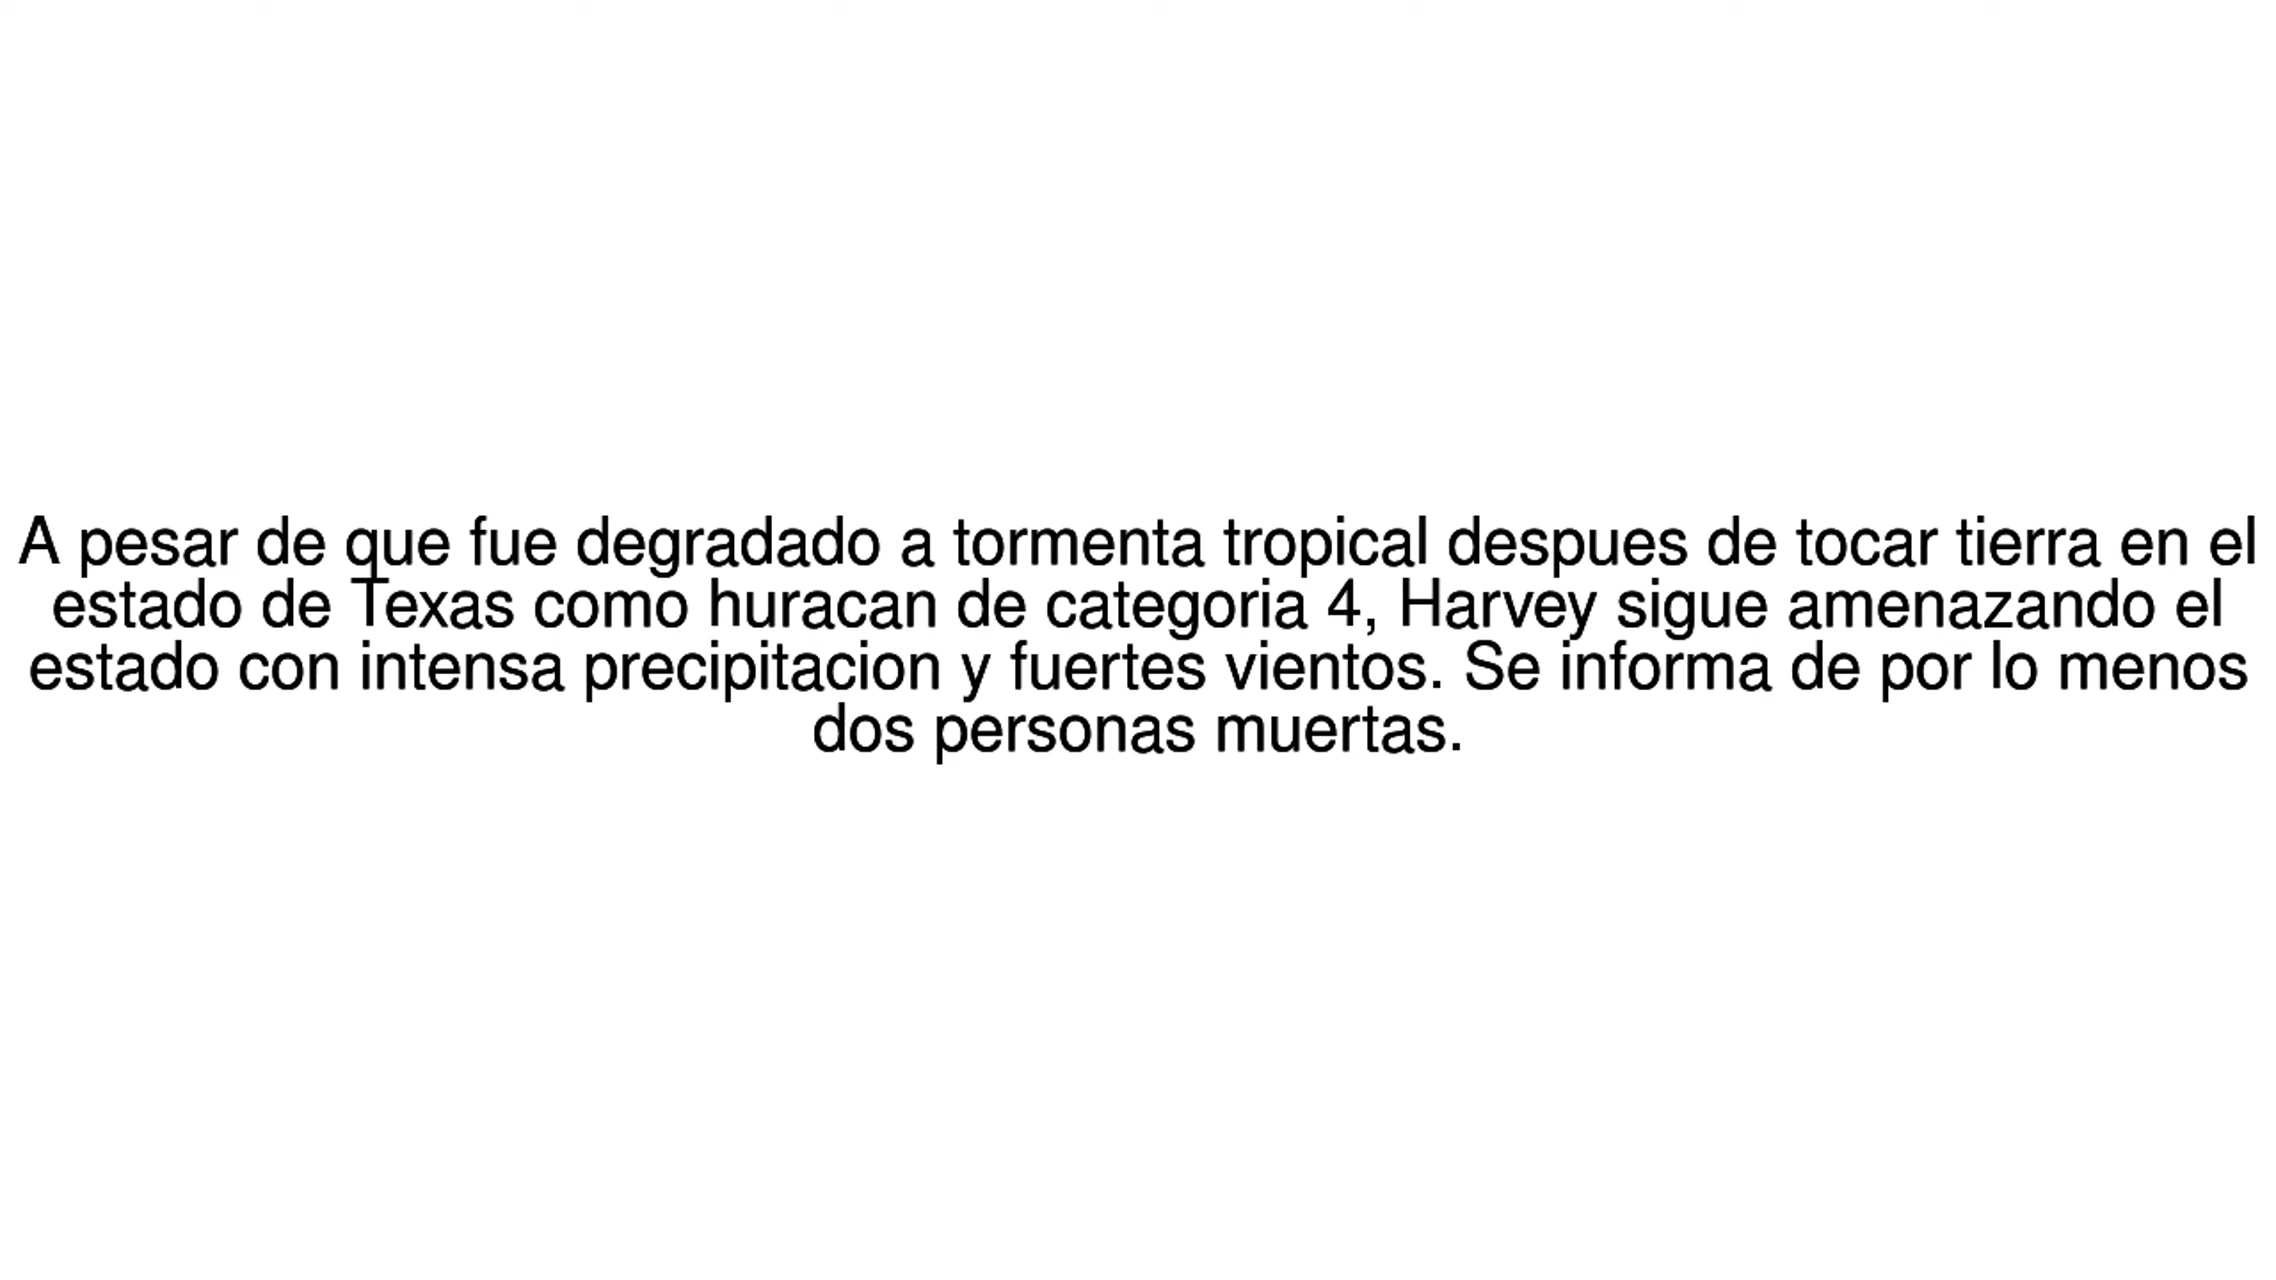 A pesar de que fue degradado a tormenta tropical despues de tocar tierra en el
estado de Texas como huracan de categoria 4, Harvey sigue amenazando el
estado con intensa precipitacion y fuertes vientos. Se informa de por lo menos
dos personas muertas.